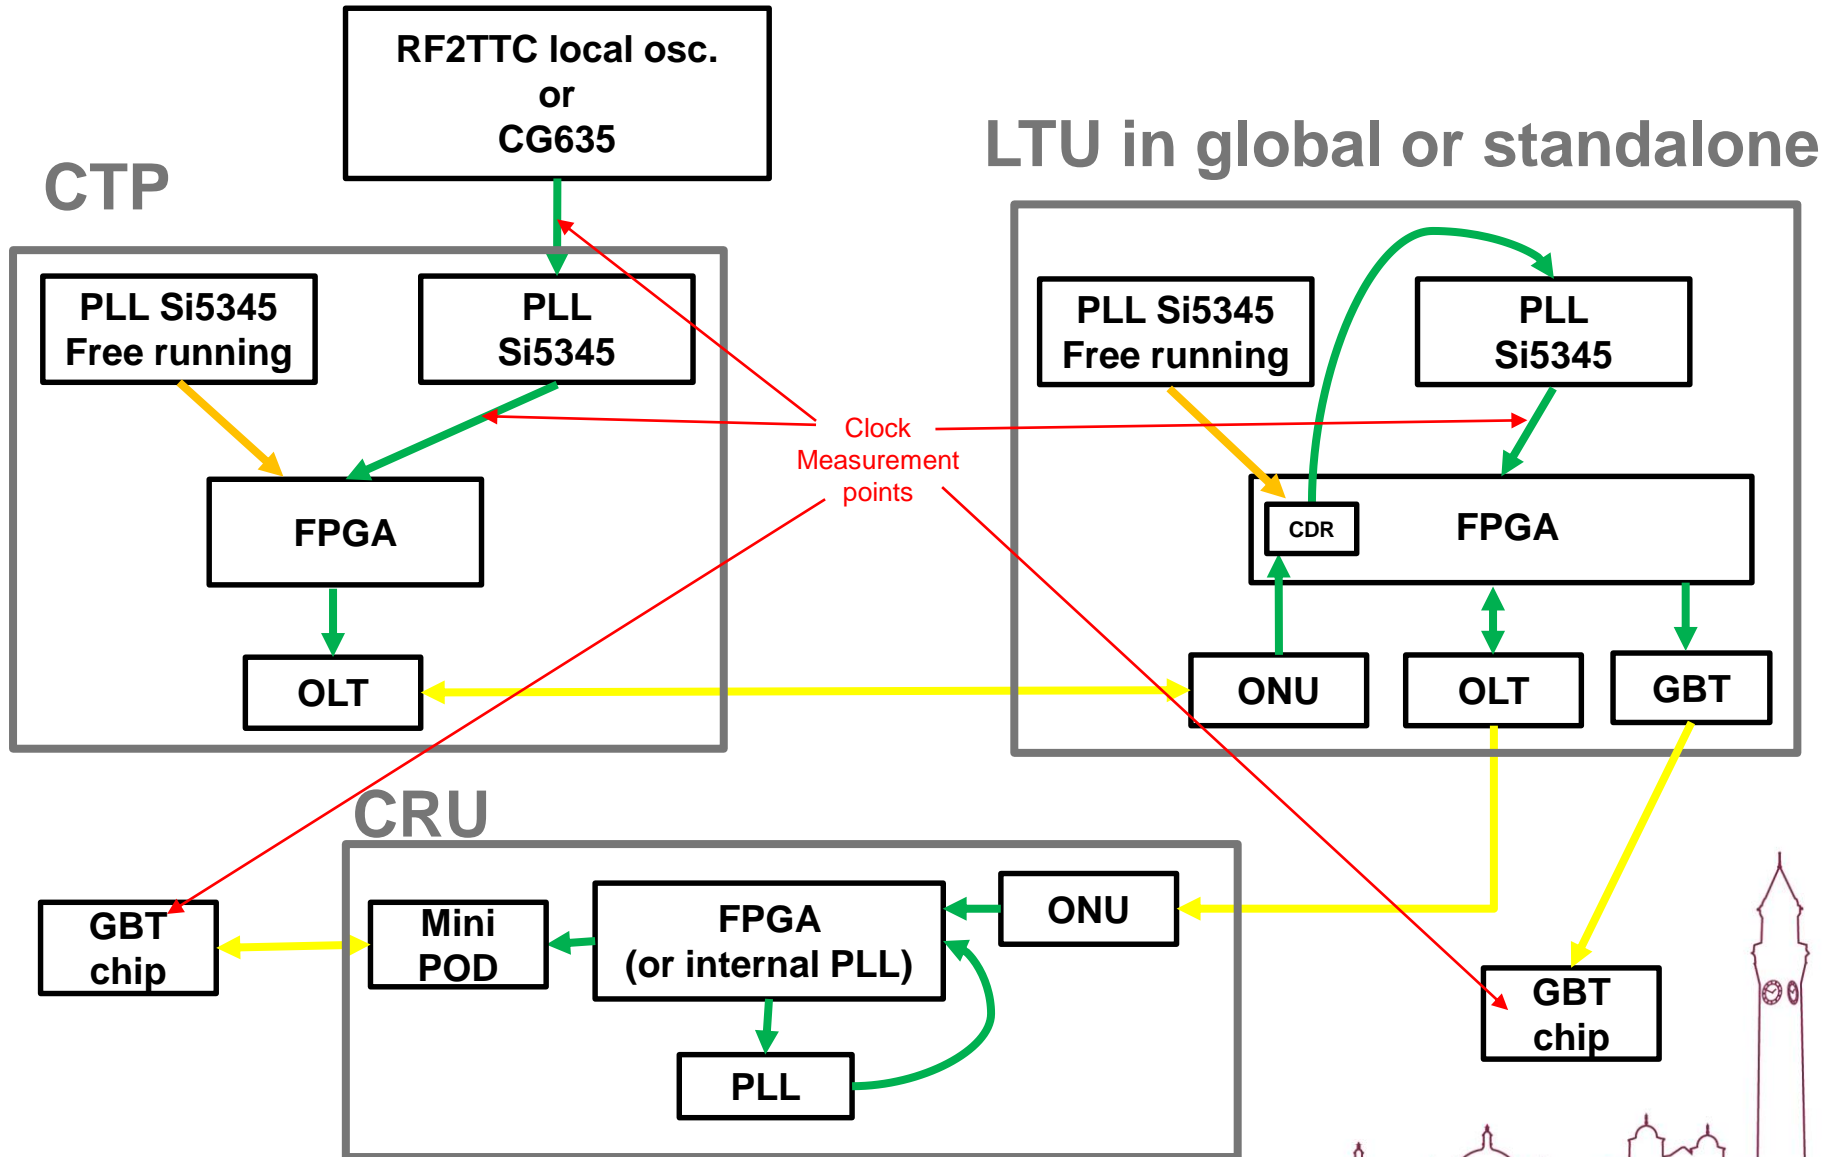 RF2TTC local osc.
or
CG635
CTP
LTU in global or standalone
PLL Si5345
Free running
PLL
Si5345
PLL Si5345
Free running
PLL
Si5345
Clock
Measurement
points
FPGA
CDR
FPGA
OLT
ONU
OLT
GBT
CRU
GBT
chip
Mini
POD
FPGA
(or internal PLL)
ONU
PLL
GBT
chip